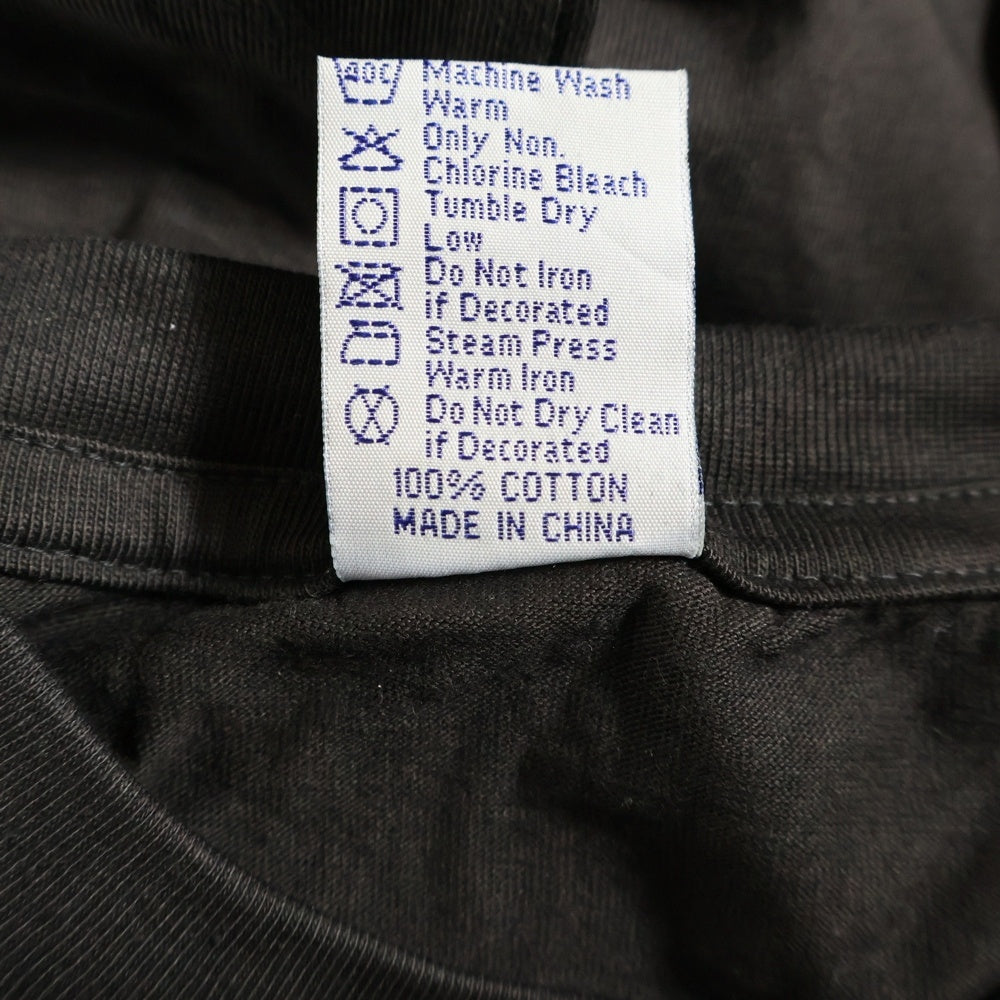 40C Machine Wash
Warm
Only Non.
Chlorine Bleach
Tumble Dry
Low
Do Not Iron
if Decorated
Steam Press
Warm Iron
Do Not Dry Clean
if Decorated
100% COTTON
MADE IN CHINA